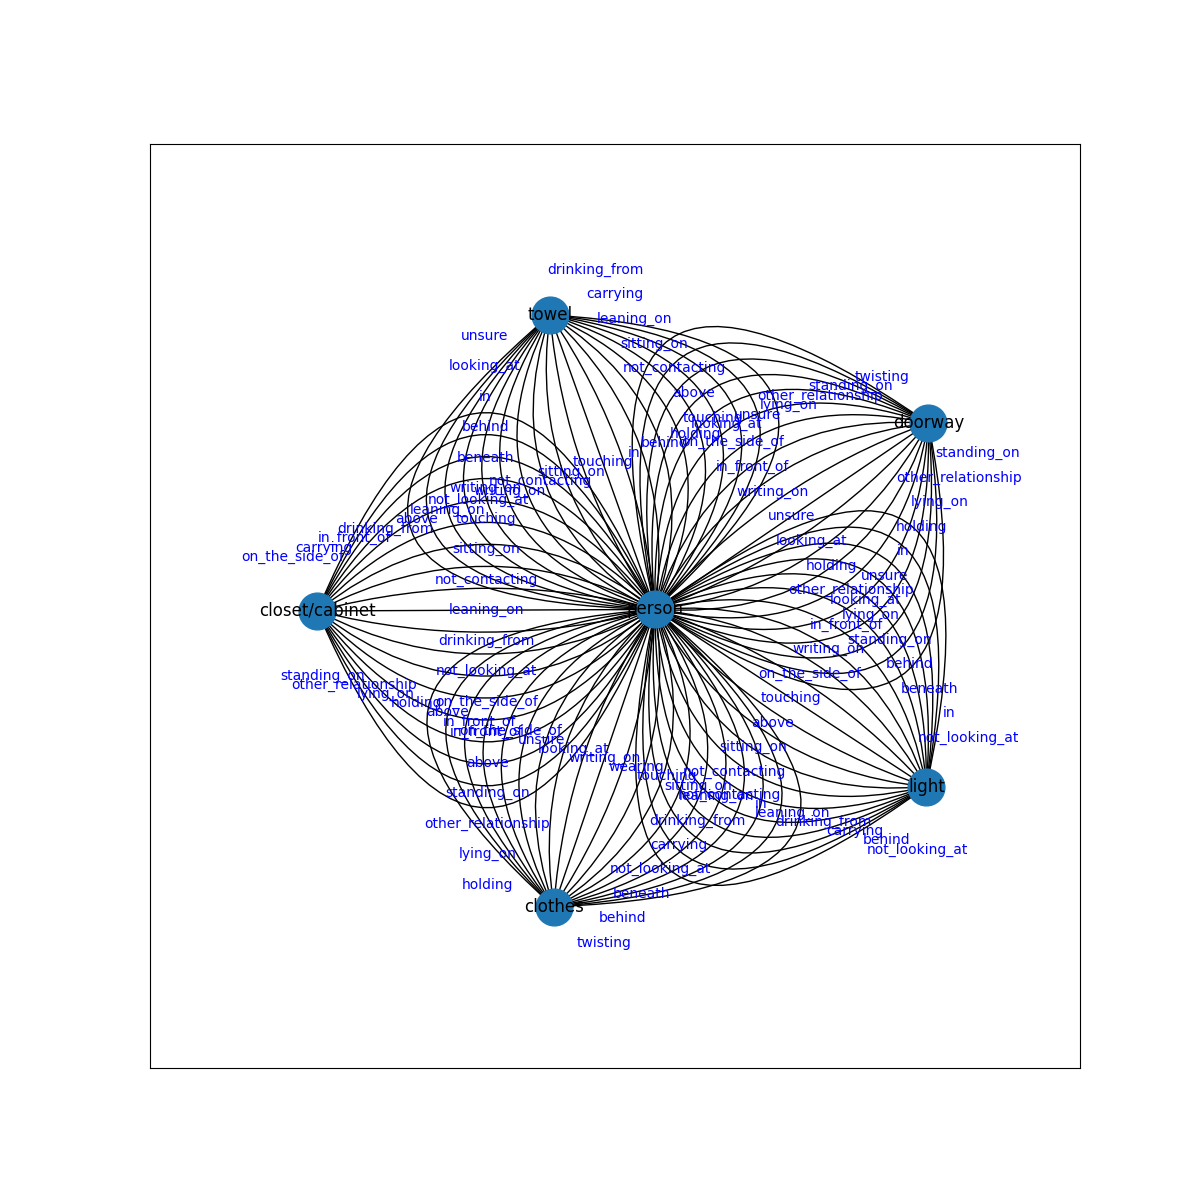 drinking_from
carrying
towel
leaning_on
unsure
sitting_on
looking_at
not_contacting
twisting
standing_on
above
other_relationship
in
lying_on
unsure
touching
looking_at
doorway
behind
holding
behind
on_the_side_of
in
standing_on
beneath
touching
in_front_of
sitting_on
other_relationship
not_contacting
writing_on
writing_on
writing_on
not_looking_at
lying_on
leaning_on
unsure
above
touching
drinking_from
holding
in_front_of
looking_at
carrying
sitting_on
in
on_the_side_of
holding
unsure
not_contacting
other_relationship
looking_at
closet/cabinet
leaning_on
person
lying_on
in_front_of
drinking_from
standing_on
writing_on
not_looking_at
behind
standing_on
on_the_side_of
other_relationship
beneath
lying_on
touching
holding
on_the_side_of
above
in
in_front_of
above
in_front_of
on_the_side_of
unsure
not_looking_at
looking_at
sitting_on
writing_on
above
wearing
touching
not_contacting
sitting_on
light
standing_on
leaning_on
not_contacting
in
leaning_on
other_relationship
drinking_from
drinking_from
carrying
behind
carrying
lying_on
not_looking_at
not_looking_at
holding
beneath
clothes
behind
twisting